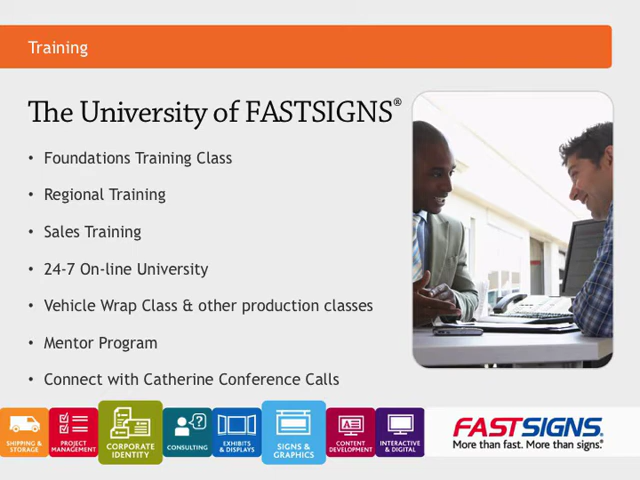 Training
The University of FASTSIGNS®
• Foundations Training Class
• Regional Training
• Sales Training
• 24-7 On-line University
• Vehicle Wrap Class & other production classes
• Mentor Program
• Connect with Catherine Conference Calls
SHIPPING &
STORAGE
PROJECT
MANAGEMENT
CORPORATE
IDENTITY
CONSULTING
EXHIBITS
& DISPLAYS
SIGNS &
GRAPHICS
CONTENT
DEVELOPMENT
INTERACTIVE
& DIGITAL
FASTSIGNS®
More than fast. More than signs.®